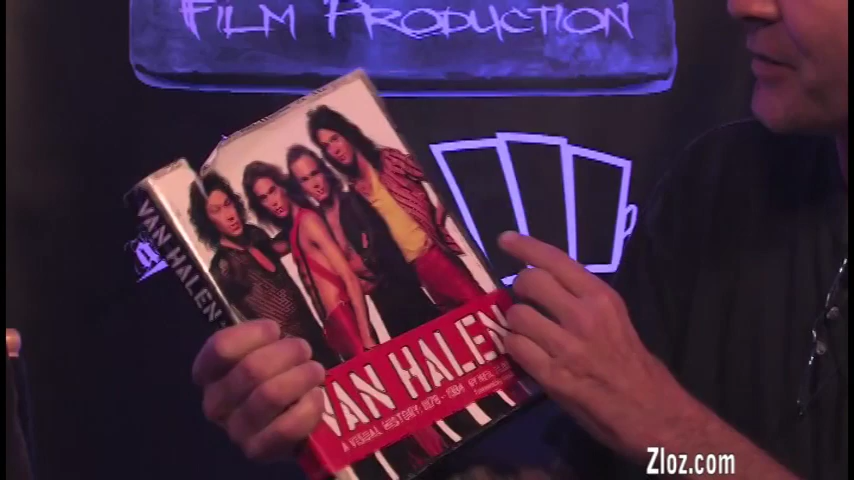 FILM PRODUCTION
VAN HALEN
VAN HALEN
A VISUAL HISTORY: 1978 - 1984
Zloz.com